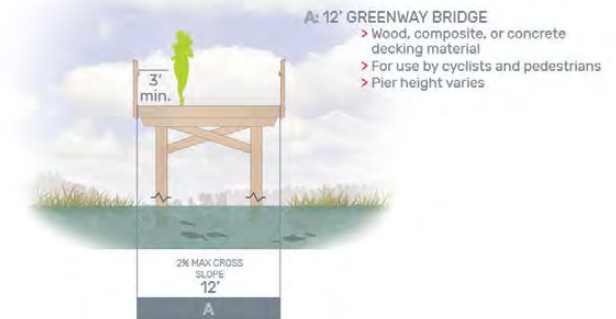 A: 12' GREENWAY BRIDGE
> Wood, composite, or concrete
decking material
> For use by cyclists and pedestrians
> Pier height varies
3'
min.
2% MAX CROSS
SLOPE
12'
A